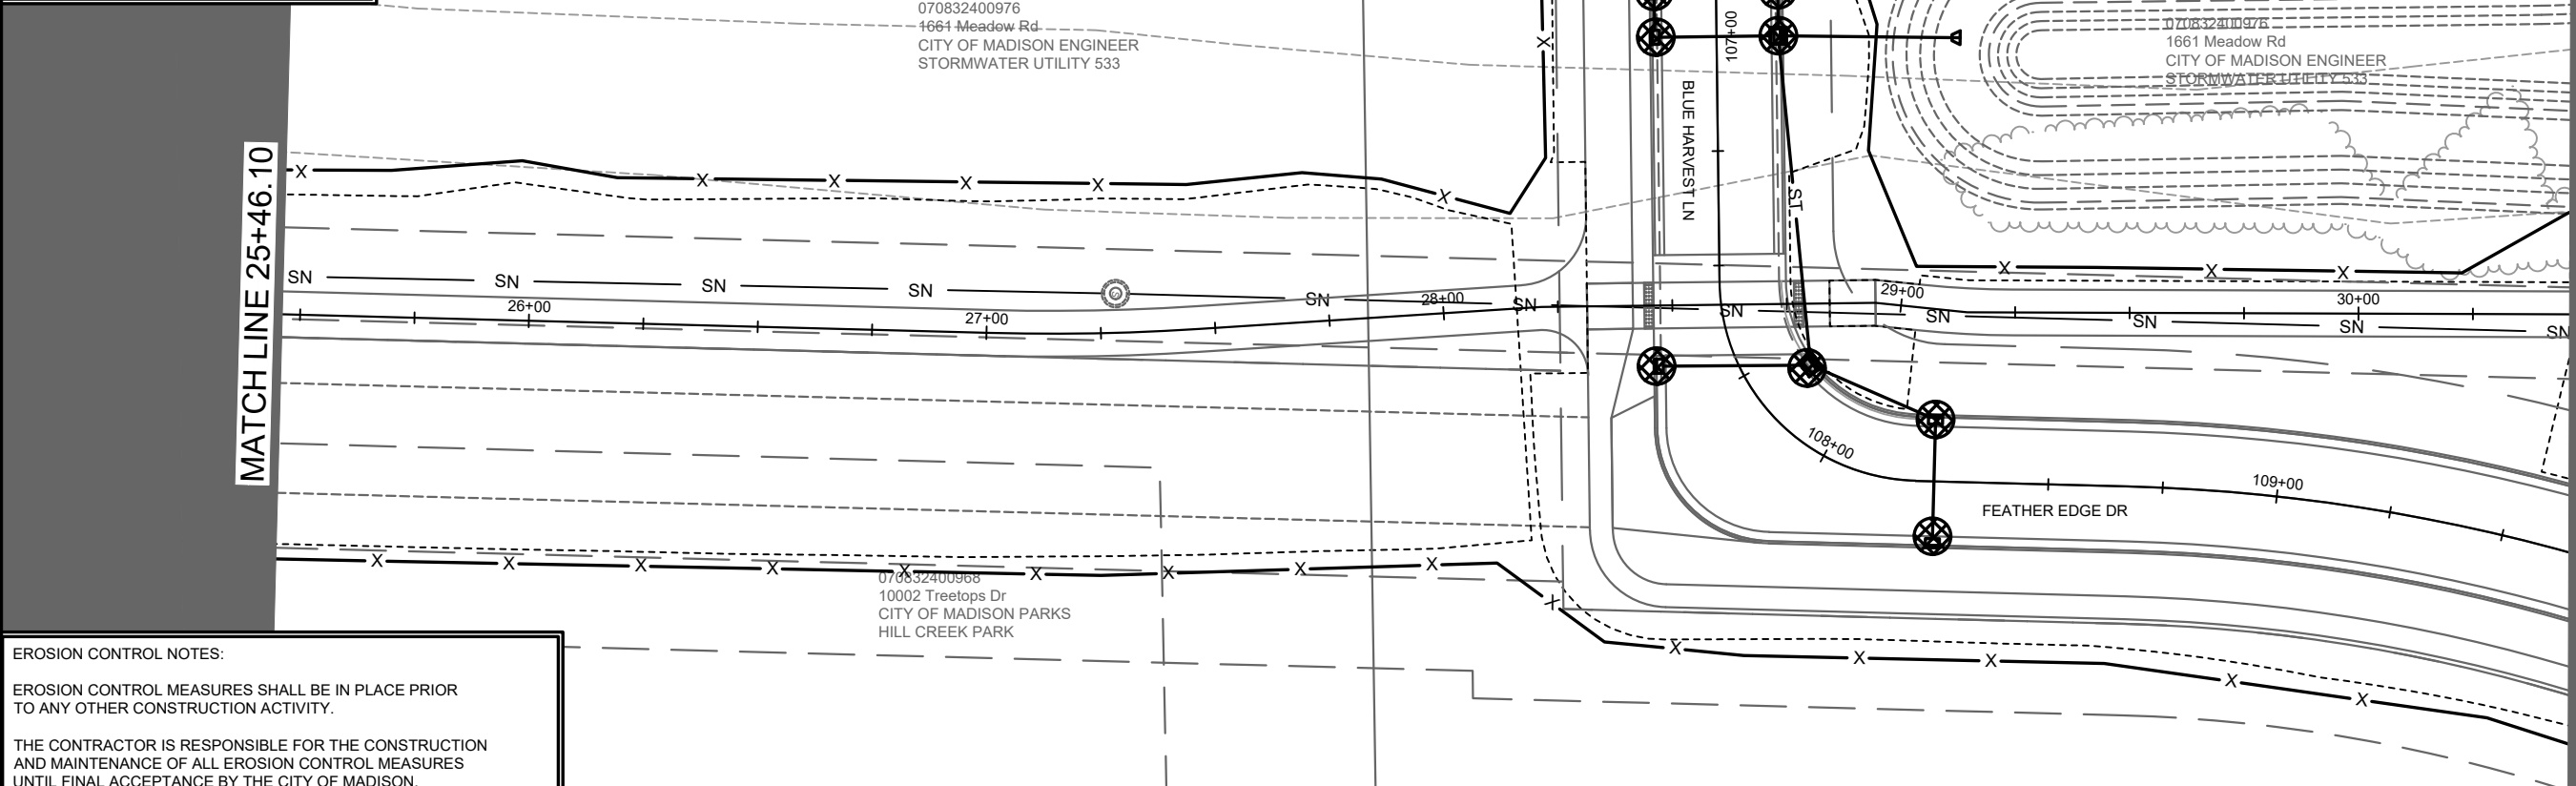 070832400976
1661 Meadow Rd
CITY OF MADISON ENGINEER
STORMWATER UTILITY 533
070832400976
1661 Meadow Rd
CITY OF MADISON ENGINEER
STORMWATER UTILITY 533
107+00
BLUE HARVEST LN
ST
MATCH LINE 25+46.10
X X X X X X X
X X X X
SN SN SN SN SN SN SN SN SN SN SN
26+00
27+00
28+00
29+00
30+00
108+00
109+00
FEATHER EDGE DR
X X X X X X X X X X
X X X X X
070832400968
10002 Treetops Dr
CITY OF MADISON PARKS
HILL CREEK PARK
EROSION CONTROL NOTES:
EROSION CONTROL MEASURES SHALL BE IN PLACE PRIOR
TO ANY OTHER CONSTRUCTION ACTIVITY.
THE CONTRACTOR IS RESPONSIBLE FOR THE CONSTRUCTION
AND MAINTENANCE OF ALL EROSION CONTROL MEASURES
UNTIL FINAL ACCEPTANCE BY THE CITY OF MADISON.